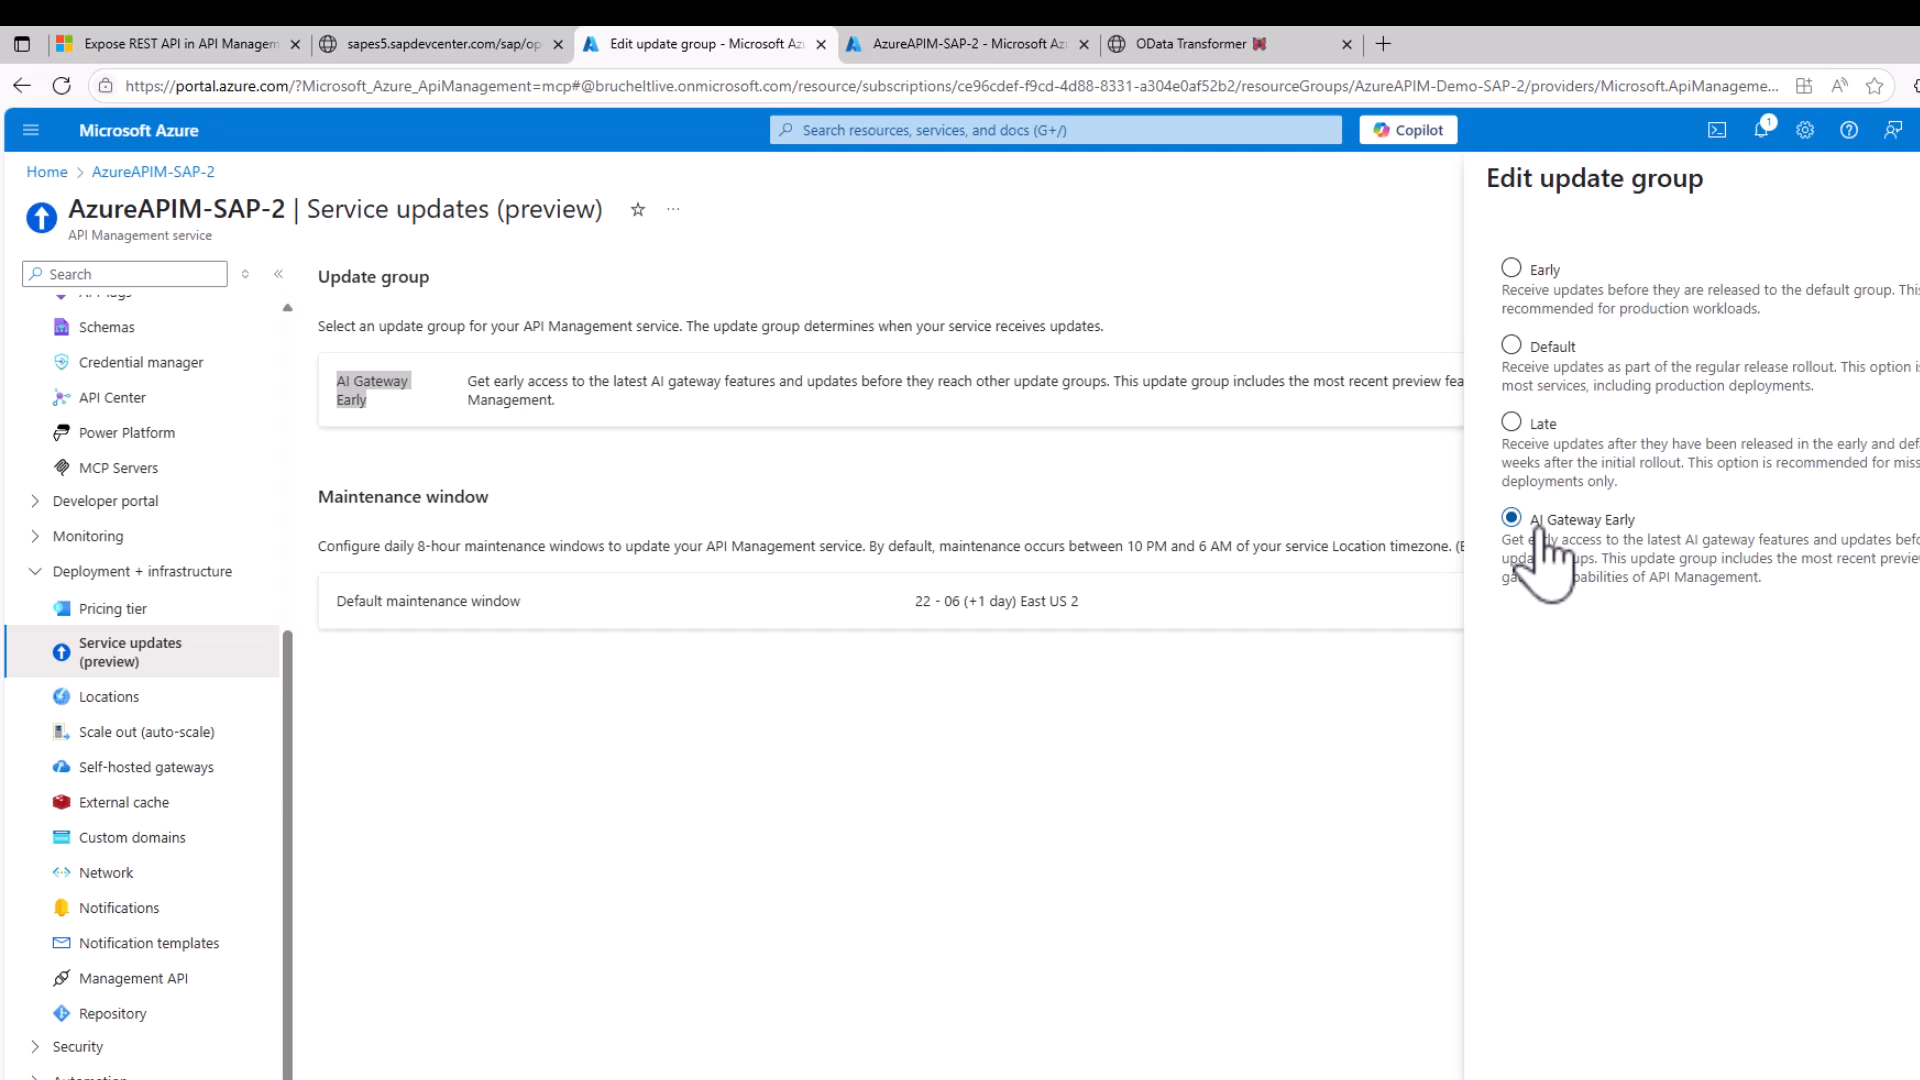 Expose REST API in API Managem
sapes5.sapdevcenter.com/sap/op
Edit update group - Microsoft Az
AzureAPIM-SAP-2 - Microsoft Az
OData Transformer
https://portal.azure.com/?Microsoft_Azure_ApiManagement=mcp#@brucheltlive.onmicrosoft.com/resource/subscriptions/ce96cdef-f9cd-4d88-8331-a304e0af52b2/resourceGroups/AzureAPIM-Demo-SAP-2/providers/Microsoft.ApiManageme...
Microsoft Azure
Search resources, services, and docs (G+/)
Copilot
1
Home > AzureAPIM-SAP-2
AzureAPIM-SAP-2 | Service updates (preview)
API Management service
Search
Schemas
Credential manager
API Center
Power Platform
MCP Servers
Developer portal
Monitoring
Deployment + infrastructure
Pricing tier
Service updates
(preview)
Locations
Scale out (auto-scale)
Self-hosted gateways
External cache
Custom domains
Network
Notifications
Notification templates
Management API
Repository
Security
Update group
Select an update group for your API Management service. The update group determines when your service receives updates.
AI Gateway
Early
Get early access to the latest AI gateway features and updates before they reach other update groups. This update group includes the most recent preview fea
Management.
Maintenance window
Configure daily 8-hour maintenance windows to update your API Management service. By default, maintenance occurs between 10 PM and 6 AM of your service Location timezone. (E
Default maintenance window
22 - 06 (+1 day) East US 2
Edit update group
Early
Receive updates before they are released to the default group. This
recommended for production workloads.
Default
Receive updates as part of the regular release rollout. This option is
most services, including production deployments.
Late
Receive updates after they have been released in the early and def
weeks after the initial rollout. This option is recommended for miss
deployments only.
AI Gateway Early
Get early access to the latest AI gateway features and updates befo
This update group includes the most recent preview
of API Management.